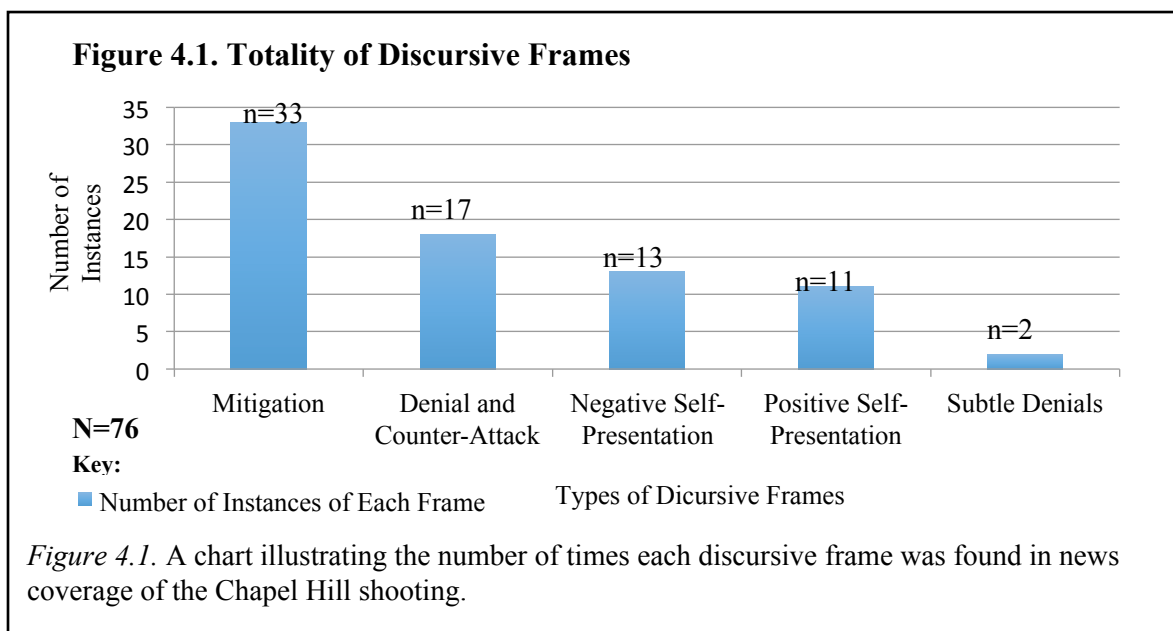 Figure 4.1. Totality of Discursive Frames
Number of
Instances
35
30
25
20
15
10
5
0
n=33
n=17
n=13
n=11
n=2
Mitigation
Denial and
Counter-Attack
Negative Self-
Presentation
Positive Self-
Presentation
Subtle Denials
N=76
Key:
Number of Instances of Each Frame
Types of Dicursive Frames
Figure 4.1. A chart illustrating the number of times each discursive frame was found in news
coverage of the Chapel Hill shooting.